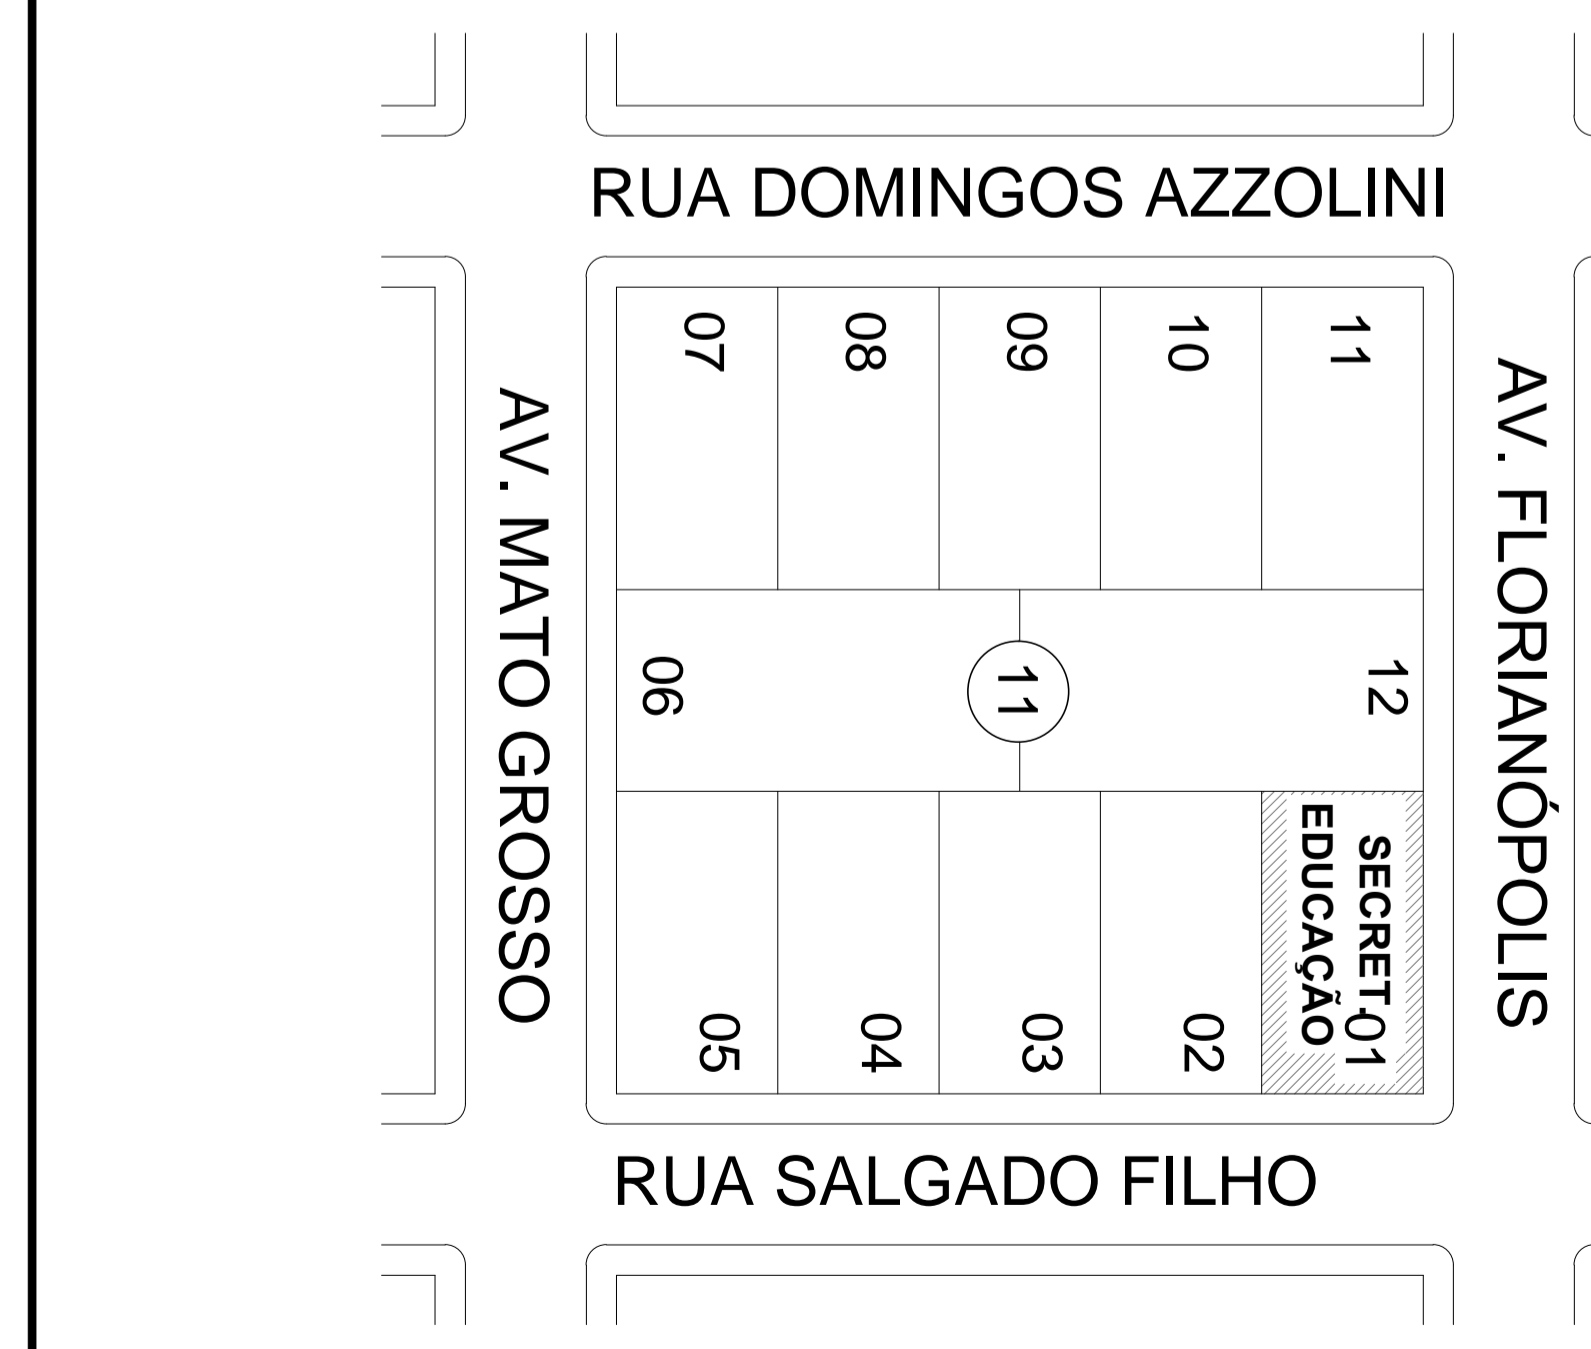 RUA DOMINGOS AZZOLINI
07
08
09
10
11
AV. MATO GROSSO
AV. FLORIANÓPOLIS
06
11
12
SECRET.
EDUCAÇÃO
05
04
03
02
01
RUA SALGADO FILHO